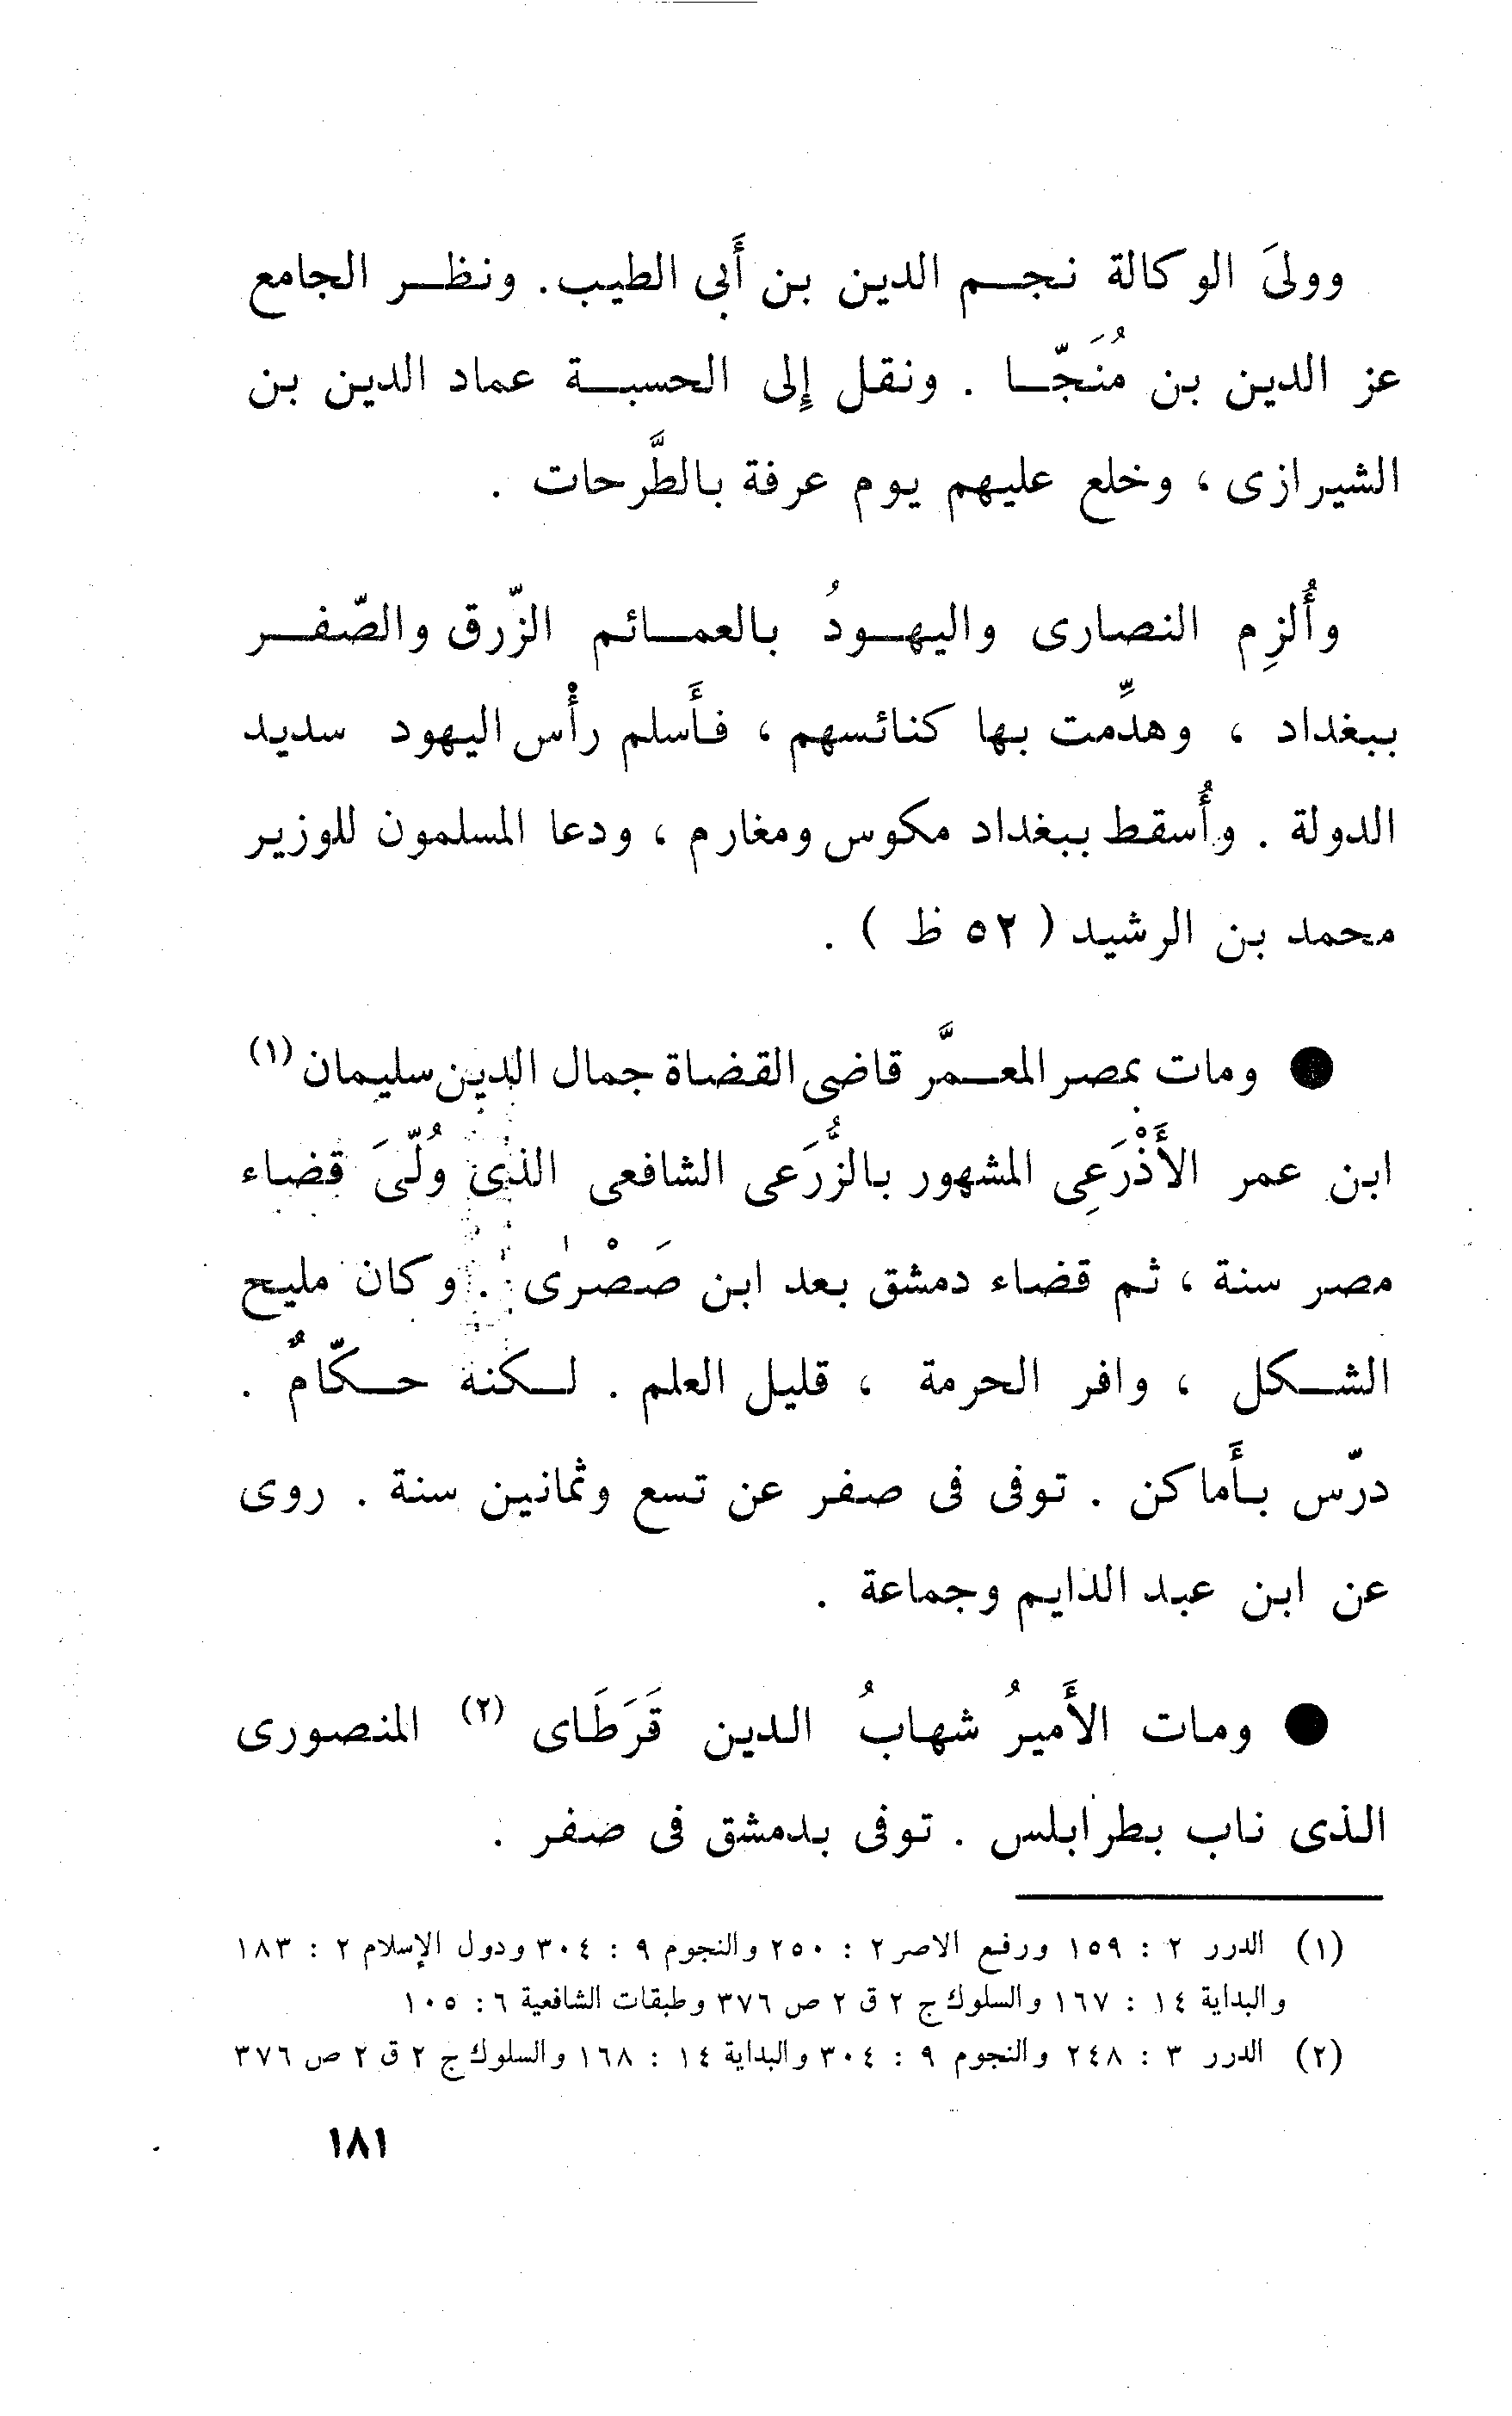 وولىَ الوكالة نجم الدين بن أَبى الطيب. ونظر الجامع
عز الدين بن مُنَجّا . ونقل إلى الحسبة عماد الدين بن
الشيرازى ، وخلع عليهم يوم عرفة بالطَّرحات .
وأُلزِم النصارى واليهودُ بالعمائم الزّرق والصّفر
ببغداد ، وهدِّمت بها كنائسهم ، فأَسلم رأْس اليهود سديد
الدولة . وأُسقط ببغداد مكوس ومغارم ، ودعا المسلمون للوزير
محمد بن الرشيد ( ٥٢ ظ ) .
● ومات بمصر المعمَّر قاضى القضاة جمال الدين سليمان (١)
ابن عمر الأَذْرَعِى المشهور بالزُّرَعى الشافعى الذى وُلّىَ قضاء
مصر سنة ، ثم قضاء دمشق بعد ابن صَصْرٰى . وكان مليح
الشكل ، وافر الحرمة ، قليل العلم . لكنه حكّامٌ .
درّس بأَماكن . توفى فى صفر عن تسع وثمانين سنة . روى
عن ابن عبد الدايم وجماعة .
● ومات الأَميرُ شهابُ الدين قَرَطَاى (٢) المنصورى
الذى ناب بطرابلس . توفى بدمشق فى صفر .
(١) الدرر ٢ : ١٥٩ ورفع الاصر ٢ : ٢٥٠ والنجوم ٩ : ٣٠٤ ودول الإسلام ٢ : ١٨٣
والبداية ١٤ : ١٦٧ والسلوك ج ٢ ق ٢ ص ٣٧٦ وطبقات الشافعية ٦ : ١٠٥
(٢) الدرر ٣ : ٢٤٨ والنجوم ٩ : ٣٠٤ والبداية ١٤ : ١٦٨ والسلوك ج ٢ ق ٢ ص ٣٧٦
١٨١